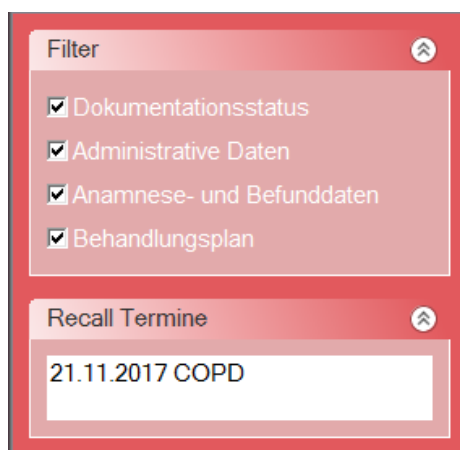 Filter
Dokumentationsstatus
Administrative Daten
Anamnese- und Befunddaten
Behandlungsplan
Recall Termine
21.11.2017 COPD